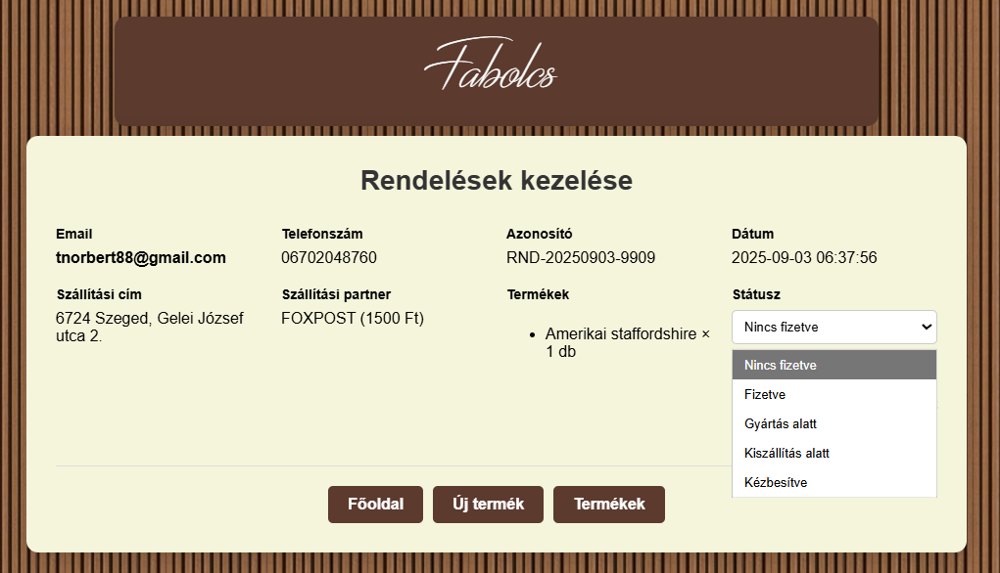 Fabolcs
Rendelések kezelése
Email
tnorbert88@gmail.com
Telefonszám
06702048760
Azonosító
RND-20250903-9909
Dátum
2025-09-03 06:37:56
Szállítási cím
6724 Szeged, Gelei József
utca 2.
Szállítási partner
FOXPOST (1500 Ft)
Termékek
• Amerikai staffordshire ×
1 db
Státusz
Nincs fizetve
Nincs fizetve
Fizetve
Gyártás alatt
Kiszállítás alatt
Kézbesítve
Főoldal
Új termék
Termékek